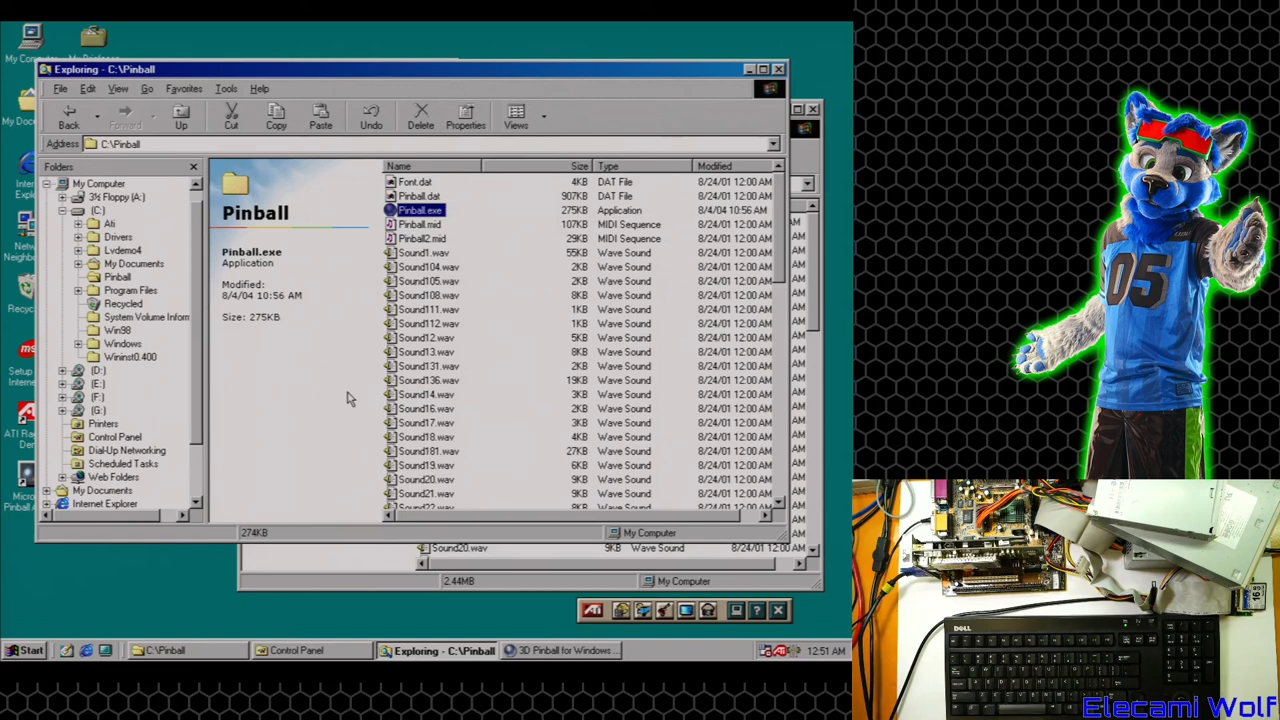 My Computer
Exploring - C:\Pinball
File Edit View Go Favorites Tools Help
Back Forward Up Cut Copy Paste Undo Delete Properties Views
Address C:\Pinball
Folders
My Computer
3½ Floppy (A:)
(C:)
Ati
Drivers
Lvdemo4
My Documents
Pinball
Program Files
Recycled
System Volume Inform
Win98
Windows
Wininst0.400
(D:)
(E:)
(F:)
(G:)
Printers
Control Panel
Dial-Up Networking
Scheduled Tasks
Web Folders
My Documents
Internet Explorer
Pinball
Pinball.exe
Application
Modified:
8/4/04 10:56 AM
Size: 275KB
Name Size Type Modified
Font.dat 4KB DAT File 8/24/01 12:00 AM
Pinball.dat 907KB DAT File 8/24/01 12:00 AM
Pinball.exe 275KB Application 8/4/04 10:56 AM
Pinball.mid 107KB MIDI Sequence 8/24/01 12:00 AM
Pinball2.mid 29KB MIDI Sequence 8/24/01 12:00 AM
Sound1.wav 55KB Wave Sound 8/24/01 12:00 AM
Sound104.wav 2KB Wave Sound 8/24/01 12:00 AM
Sound105.wav 2KB Wave Sound 8/24/01 12:00 AM
Sound108.wav 8KB Wave Sound 8/24/01 12:00 AM
Sound111.wav 1KB Wave Sound 8/24/01 12:00 AM
Sound112.wav 1KB Wave Sound 8/24/01 12:00 AM
Sound12.wav 5KB Wave Sound 8/24/01 12:00 AM
Sound13.wav 8KB Wave Sound 8/24/01 12:00 AM
Sound131.wav 2KB Wave Sound 8/24/01 12:00 AM
Sound136.wav 19KB Wave Sound 8/24/01 12:00 AM
Sound14.wav 3KB Wave Sound 8/24/01 12:00 AM
Sound16.wav 2KB Wave Sound 8/24/01 12:00 AM
Sound17.wav 3KB Wave Sound 8/24/01 12:00 AM
Sound18.wav 4KB Wave Sound 8/24/01 12:00 AM
Sound181.wav 27KB Wave Sound 8/24/01 12:00 AM
Sound19.wav 6KB Wave Sound 8/24/01 12:00 AM
Sound20.wav 9KB Wave Sound 8/24/01 12:00 AM
Sound21.wav 9KB Wave Sound 8/24/01 12:00 AM
Sound22.wav 8KB Wave Sound 8/24/01 12:00 AM
274KB My Computer
Sound20.wav 9KB Wave Sound 8/24/01 12:00 AM
2.44MB My Computer
ATI
Start C:\Pinball Control Panel Exploring - C:\Pinball 3D Pinball for Windows ... 12:51 AM
05
DELL
Elecami Wolf